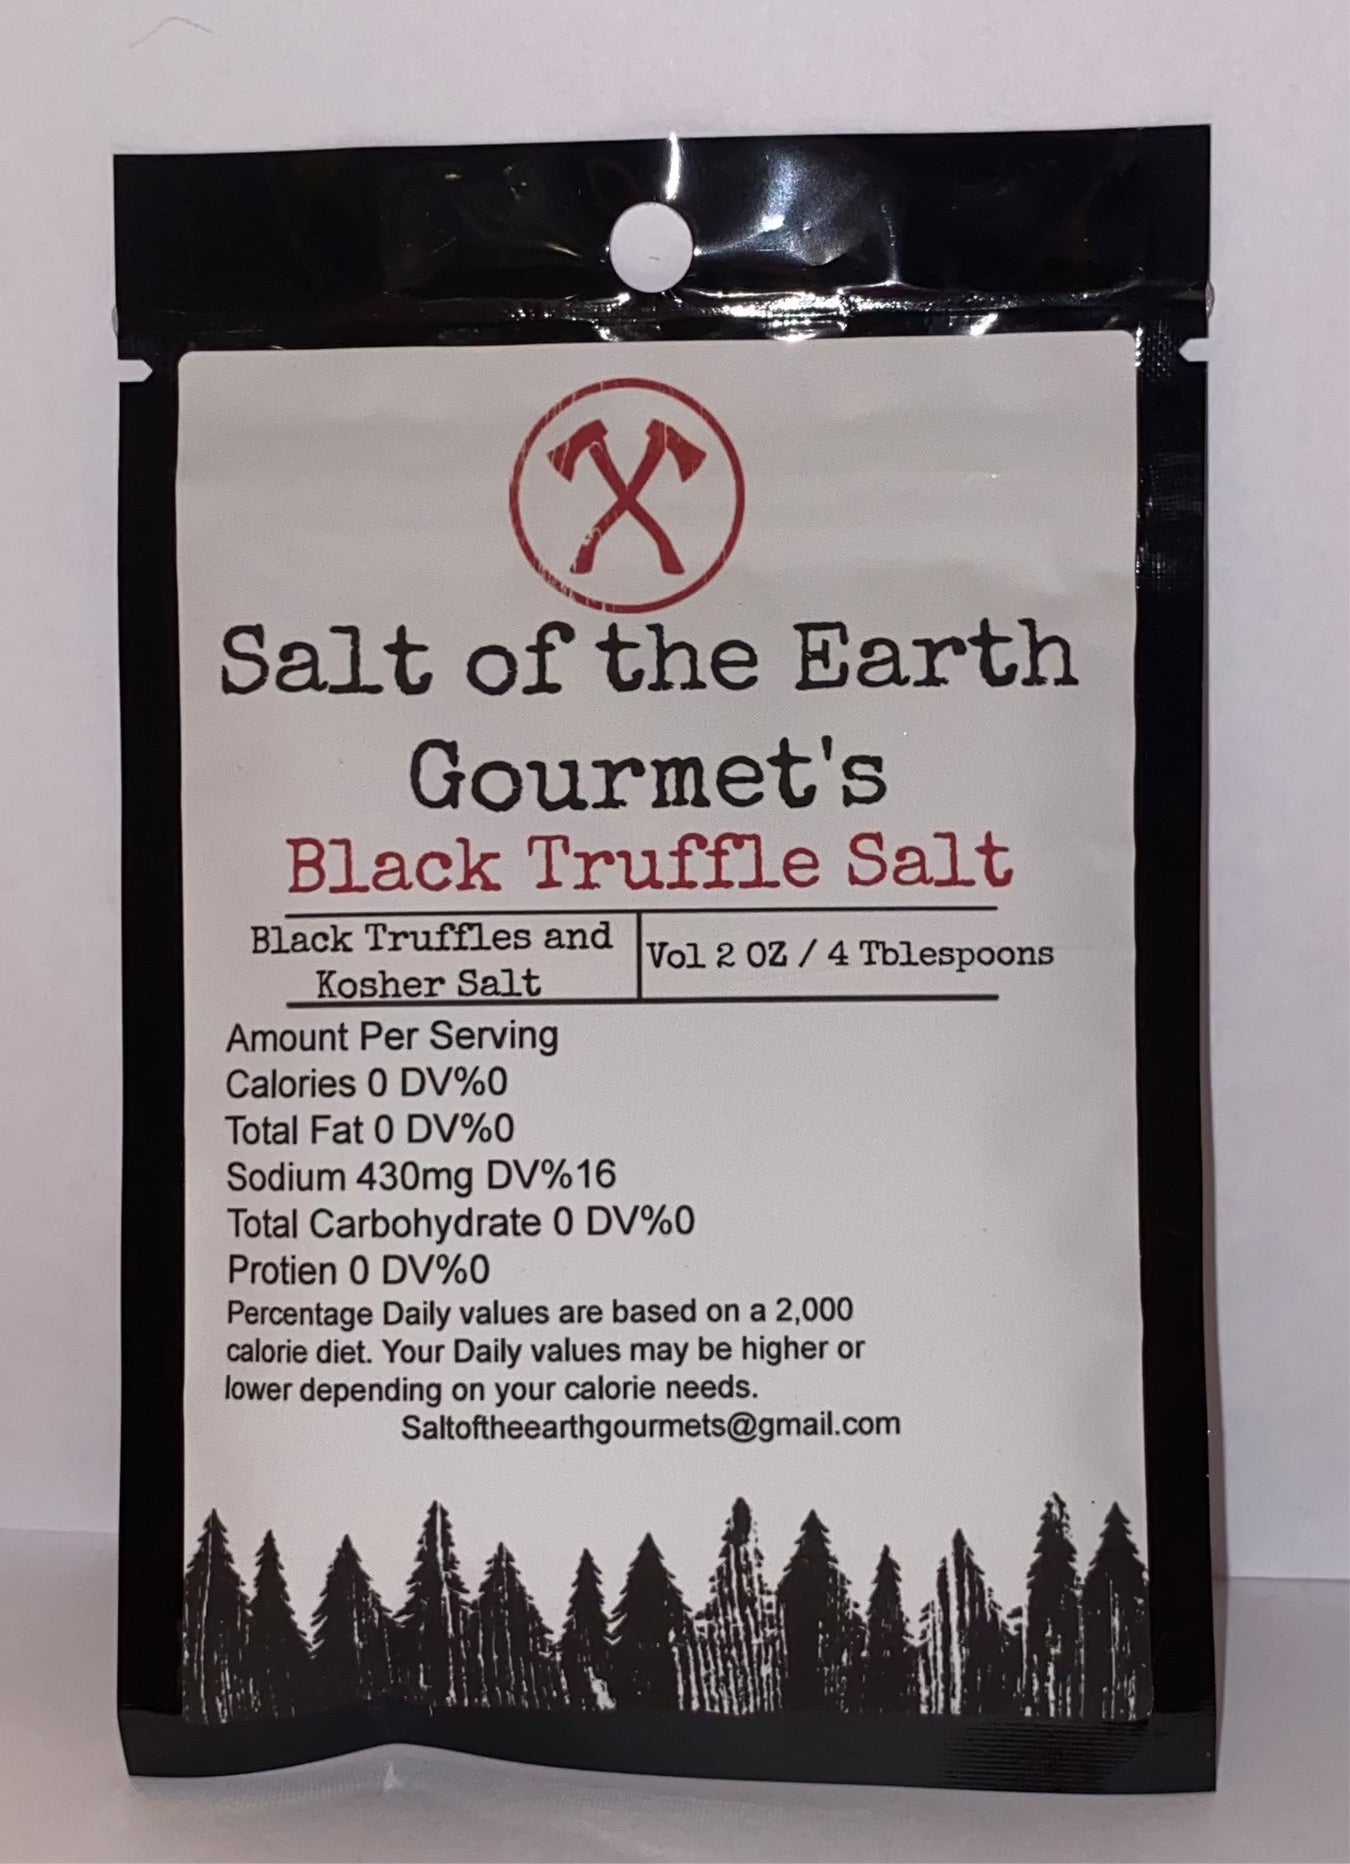 Salt of the Earth
Gourmet's
Black Truffle Salt
Black Truffles and
Kosher Salt
Vol 2 OZ / 4 Tblespoons
Amount Per Serving
Calories 0 DV%0
Total Fat 0 DV%0
Sodium 430mg DV%16
Total Carbohydrate 0 DV%0
Protien 0 DV%0
Percentage Daily values are based on a 2,000
calorie diet. Your Daily values may be higher or
lower depending on your calorie needs.
Saltoftheearthgourmets@gmail.com